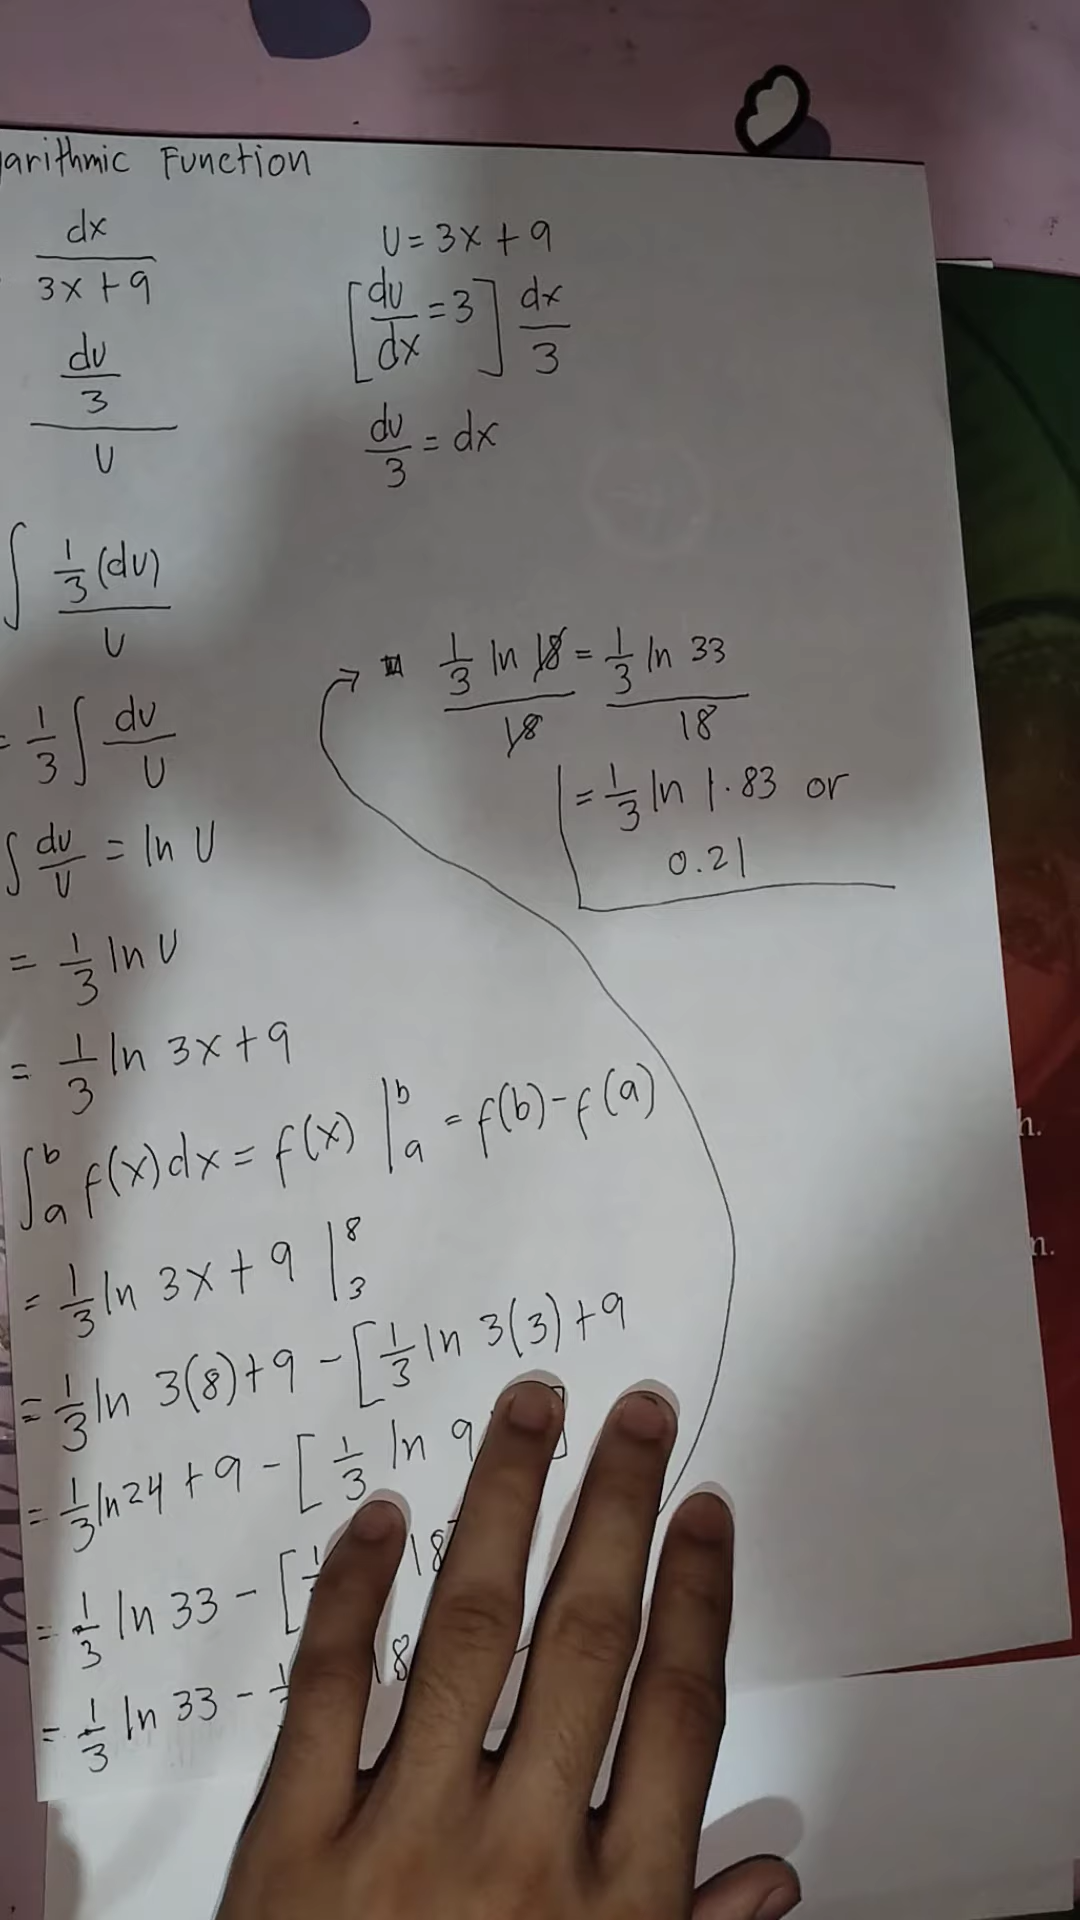 arithmic Function
dx
3x+9
du
3
U
∫ 1/3 (du)
U
= 1/3 ∫ du/U
∫ du/U = ln U
= 1/3 ln U
= 1/3 ln 3x+9
∫ₐᵇ f(x)dx = f(x) |ₐᵇ = f(b)-f(a)
= 1/3 ln 3x+9 |₃⁸
= 1/3 ln 3(8)+9 - [1/3 ln 3(3)+9
= 1/3 ln 24+9 - [1/3 ln 9
= 1/3 ln 33 - [ 18
= 1/3 ln 33 - 18
U = 3x+9
[du/dx = 3] dx/3
du/3 = dx
1/3 ln 18 = 1/3 ln 33
18 18
= 1/3 ln 1.83 or
0.21
h.
n.